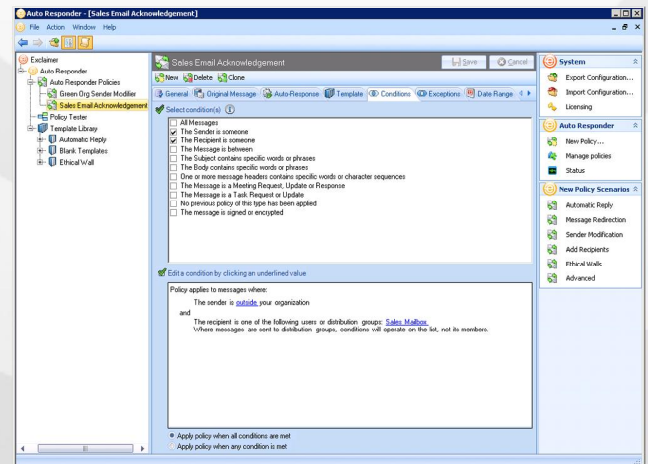 Auto Responder - [Sales Email Acknowledgement]
File Action Window Help
Exclaimer
Auto Responder
Auto Responder Policies
Green Org Sender Modifier
Sales Email Acknowledgement
Policy Tester
Template Library
Automatic Reply
Blank Templates
Ethical Wall
Sales Email Acknowledgement
Save Cancel
New Delete Clone
General Original Message Auto-Response Template Conditions Exceptions Date Range
Select condition(s)
All Messages
The Sender is someone
The Recipient is someone
The Message is between
The Subject contains specific words or phrases
The Body contains specific words or phrases
One or more message headers contains specific words or character sequences
The Message is a Meeting Request, Update or Response
The Message is a Task Request or Update
No previous policy of this type has been applied
The message is signed or encrypted
Edit a condition by clicking an underlined value
Policy applies to messages where:
The sender is outside your organization
and
The recipient is one of the following users or distribution groups: Sales Mailbox
Where messages are sent to distribution groups, conditions will operate on the list, not its members.
Apply policy when all conditions are met
Apply policy when any condition is met
System
Export Configuration...
Import Configuration...
Licensing
Auto Responder
New Policy...
Manage policies
Status
New Policy Scenarios
Automatic Reply
Message Redirection
Sender Modification
Add Recipients
Ethical Walls
Advanced